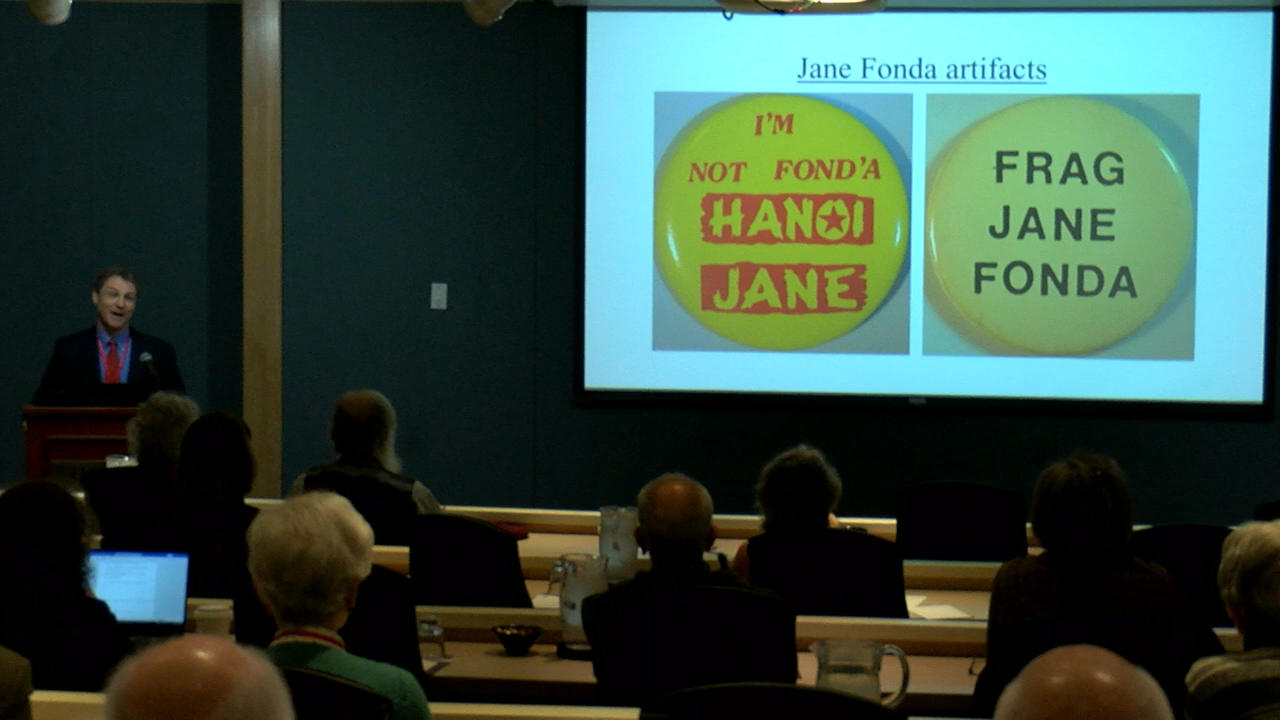 Jane Fonda artifacts
I'M
NOT FOND'A
HANOI
JANE
FRAG
JANE
FONDA